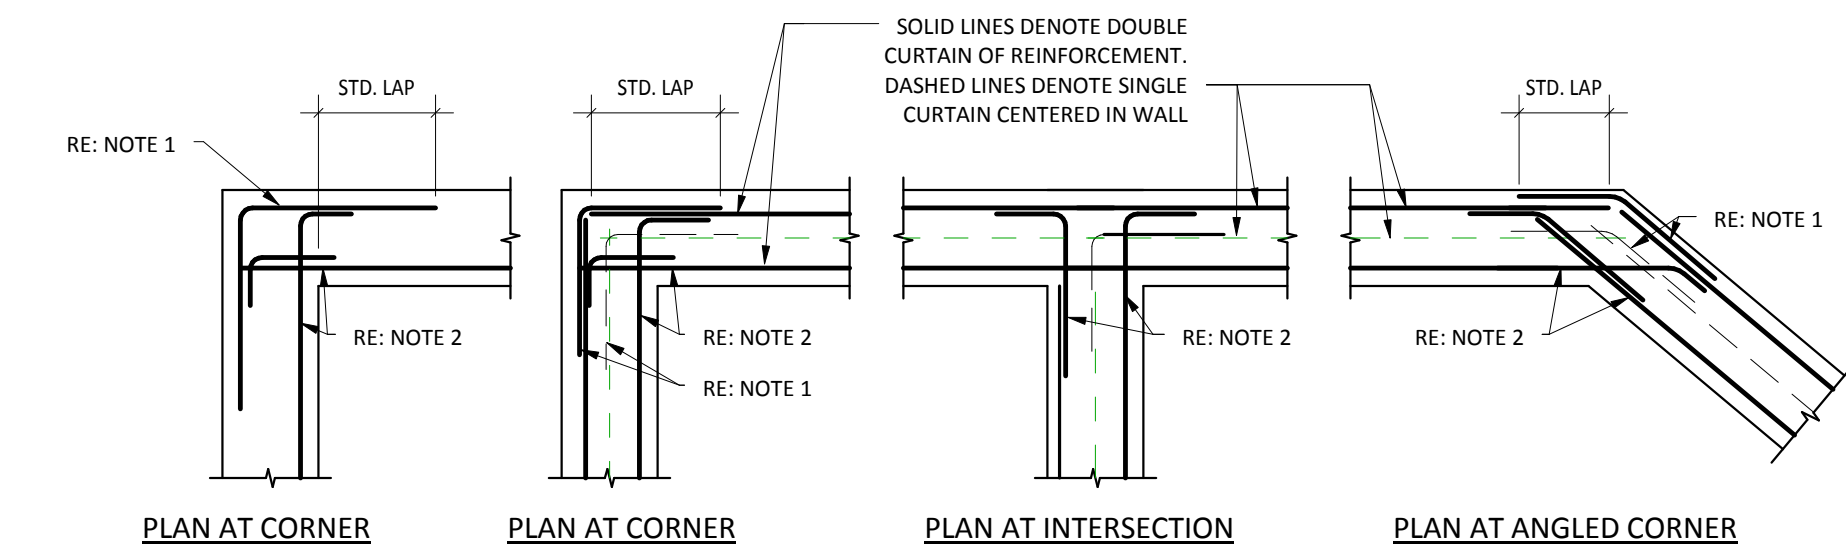 SOLID LINES DENOTE DOUBLE
CURTAIN OF REINFORCEMENT.
DASHED LINES DENOTE SINGLE
CURTAIN CENTERED IN WALL
STD. LAP
STD. LAP
STD. LAP
RE: NOTE 1
RE: NOTE 1
RE: NOTE 2
RE: NOTE 2
RE: NOTE 2
RE: NOTE 2
RE: NOTE 1
PLAN AT CORNER
PLAN AT CORNER
PLAN AT INTERSECTION
PLAN AT ANGLED CORNER